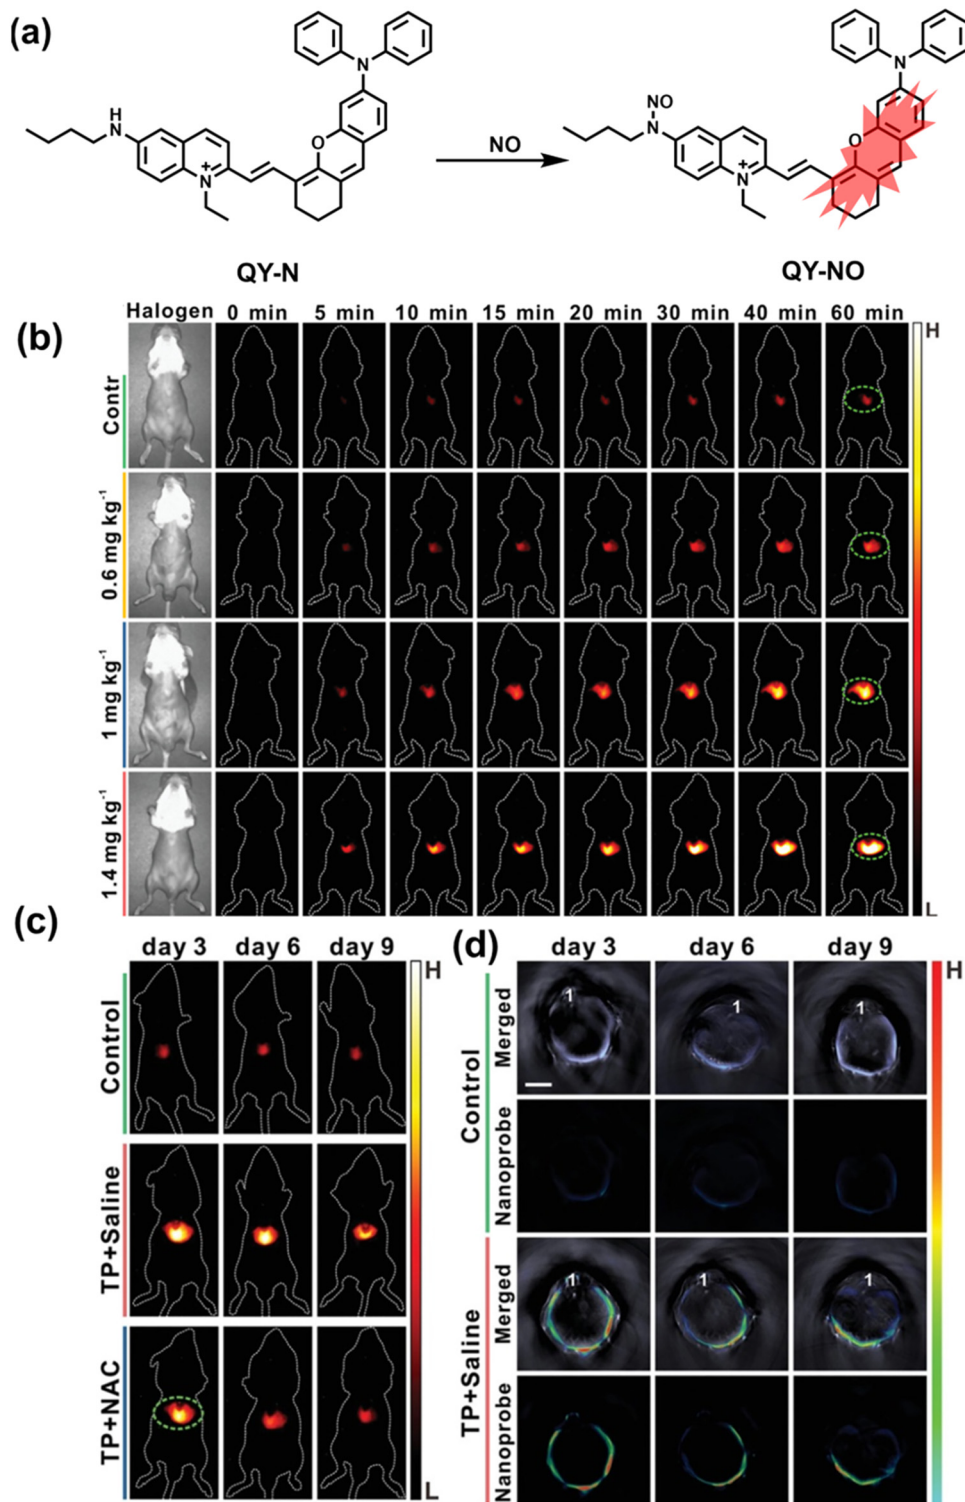 (a)
H
N
N
N+
O
NO
NO
N
N
N+
O
QY-N
QY-NO
(b)
Halogen 0 min 5 min 10 min 15 min 20 min 30 min 40 min 60 min
H
Contr
0.6 mg kg⁻¹
1 mg kg⁻¹
1.4 mg kg⁻¹
L
(c)
day 3 day 6 day 9
H
Control
TP+Saline
TP+NAC
L
(d)
day 3 day 6 day 9
H
Control
Merged
1 1 1
Nanoprobe
TP+Saline
Merged
1 1 1
Nanoprobe
L